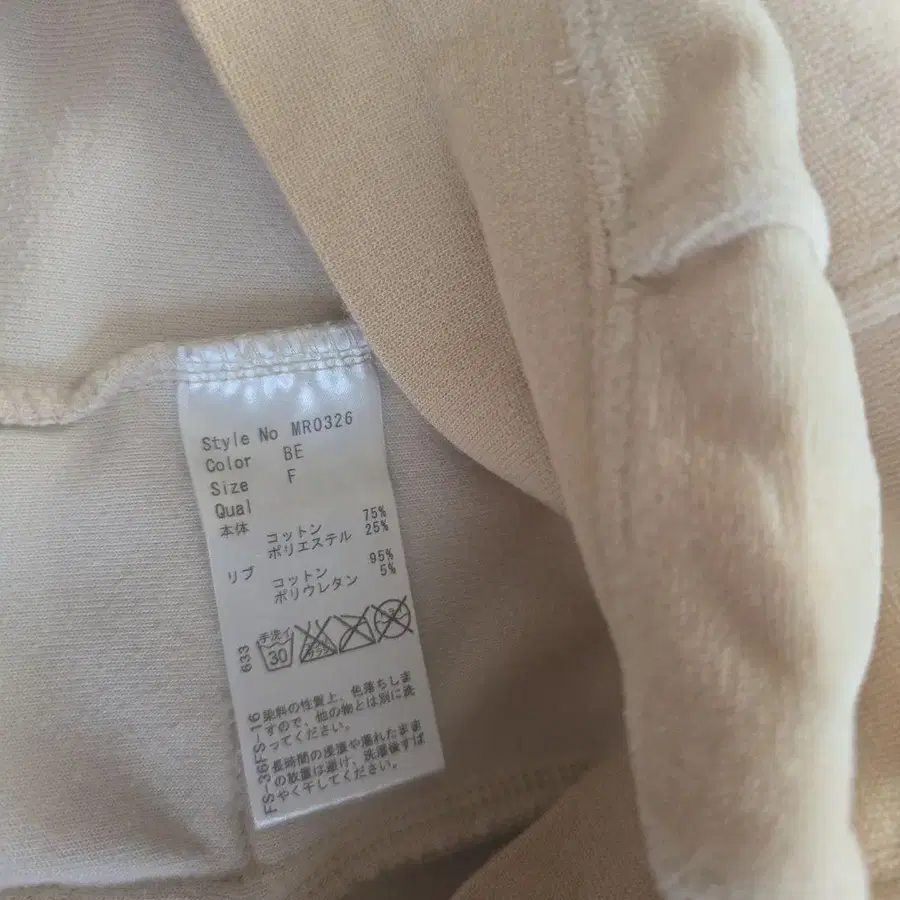 Style No MR0326
Color BE
Size F
Qual
本体 コットン 75%
ポリエステル 25%
リブ コットン 95%
ポリウレタン 5%
633 手洗イ 30
FS-36FS-16
染料の性質上、色落ちしま
すので、他の物とは別に洗
ってください。
長時間の浸漬や濡れたまま
の放置は避け、洗濯後すば
やく干してください。